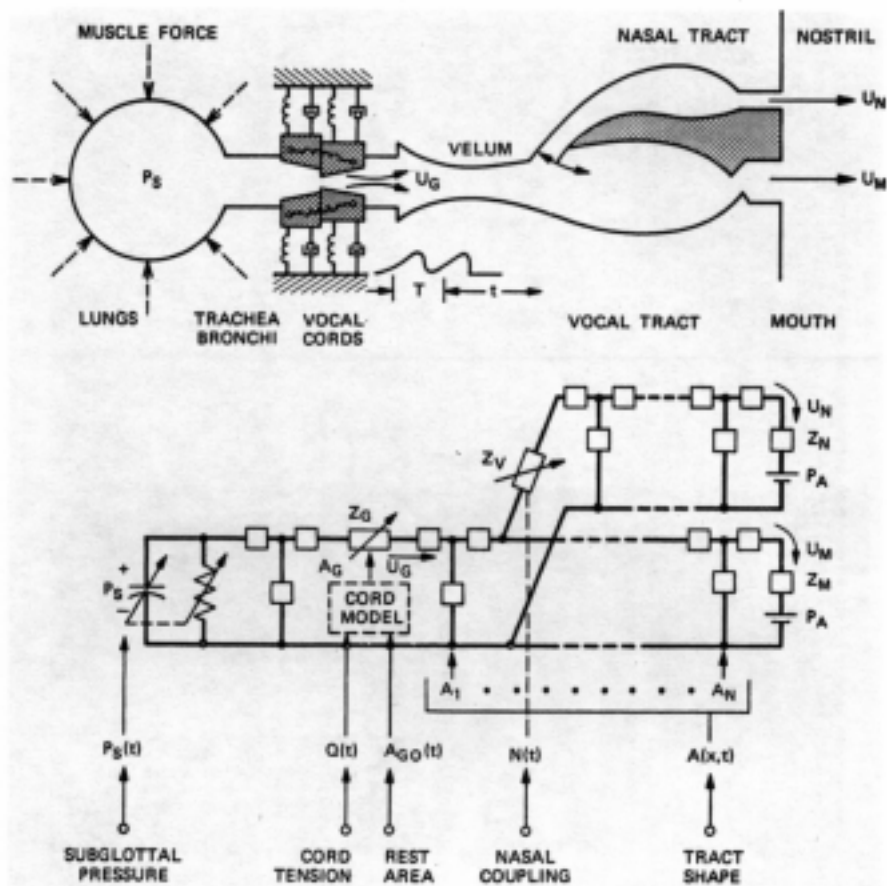 MUSCLE FORCE
NASAL TRACT
NOSTRIL
U_N
P_S
VELUM
U_G
U_M
T
t
LUNGS
TRACHEA
BRONCHI
VOCAL
CORDS
VOCAL TRACT
MOUTH
U_N
Z_V
Z_N
P_A
Z_G
A_G
U_G
U_M
P_S
+
−
CORD
MODEL
Z_M
P_A
A_1
A_N
P_S(t)
Q(t)
A_GO(t)
N(t)
A(x,t)
SUBGLOTTAL
PRESSURE
CORD
TENSION
REST
AREA
NASAL
COUPLING
TRACT
SHAPE